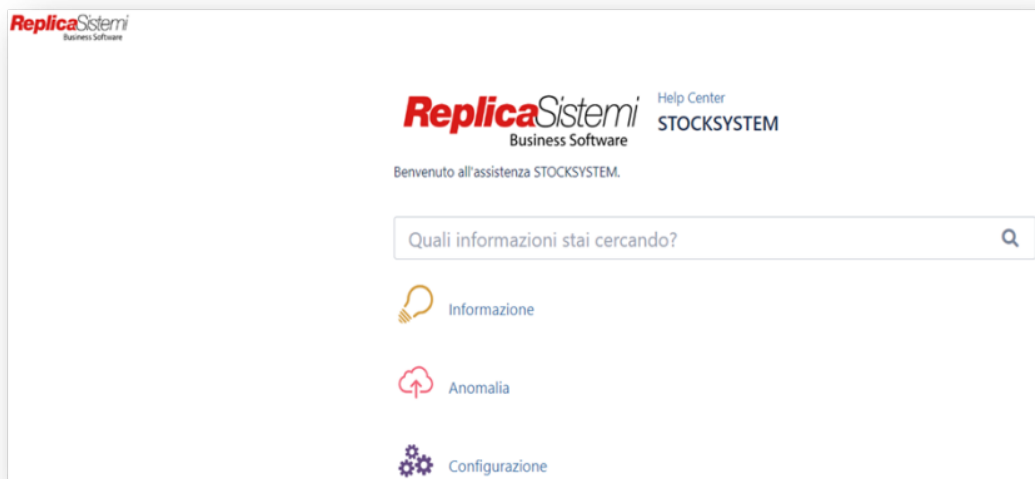 ReplicaSistemi
Business Software
ReplicaSistemi
Business Software
Help Center
STOCKSYSTEM
Benvenuto all'assistenza STOCKSYSTEM.
Quali informazioni stai cercando?
Informazione
Anomalia
Configurazione